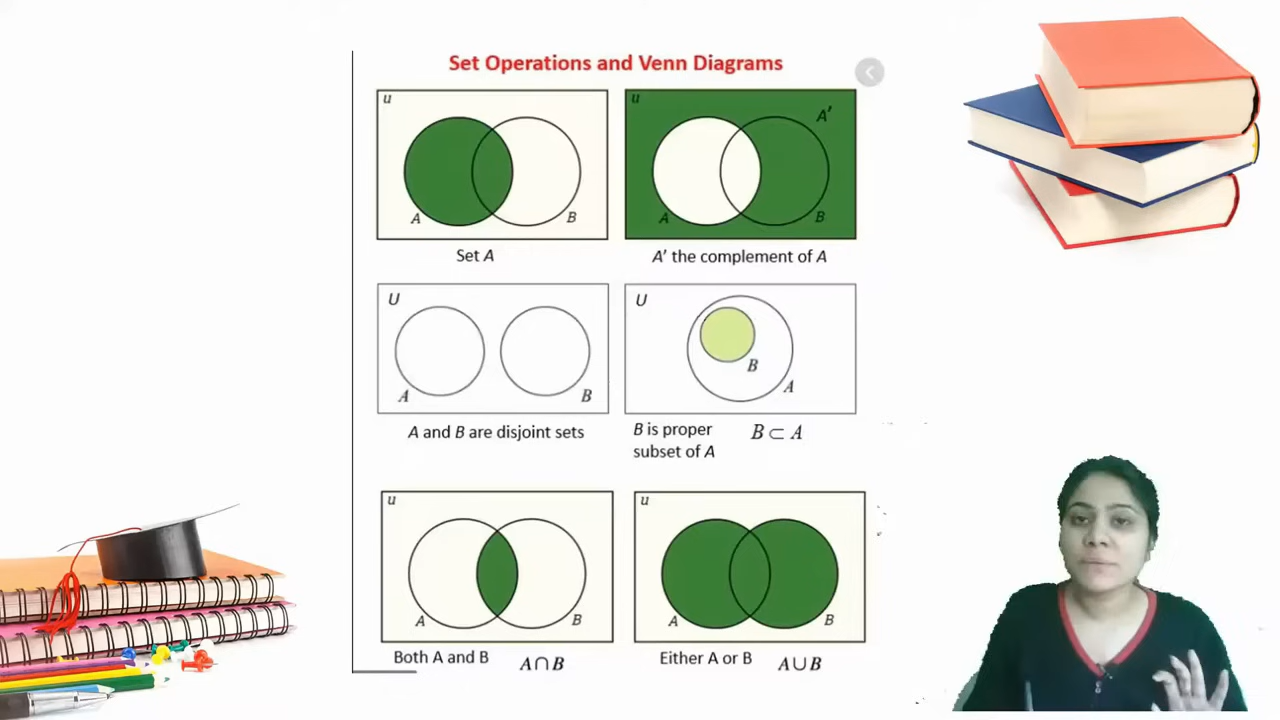 Set Operations and Venn Diagrams
u
A
B
Set A
u
A′
A
B
A′ the complement of A
U
A
B
A and B are disjoint sets
U
B
A
B is proper
subset of A
B ⊂ A
u
A
B
Both A and B
A∩B
u
A
B
Either A or B
A∪B